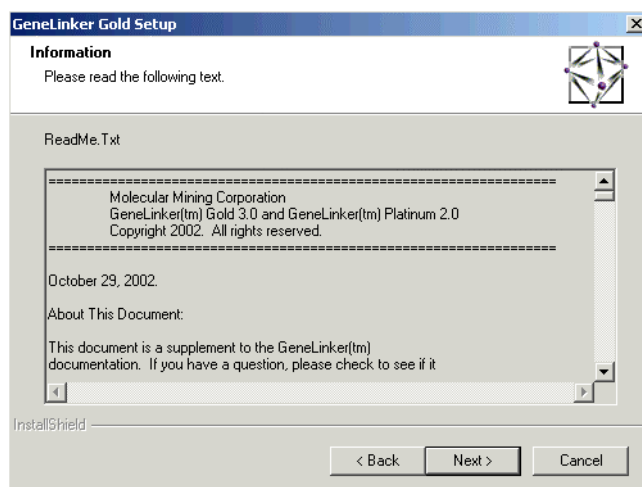 GeneLinker Gold Setup
Information
Please read the following text.
ReadMe.Txt
==================================================================
Molecular Mining Corporation
GeneLinker(tm) Gold 3.0 and GeneLinker(tm) Platinum 2.0
Copyright 2002.  All rights reserved.
==================================================================
October 29, 2002.
About This Document:
This document is a supplement to the GeneLinker(tm)
documentation.  If you have a question, please check to see if it
InstallShield
< Back
Next >
Cancel